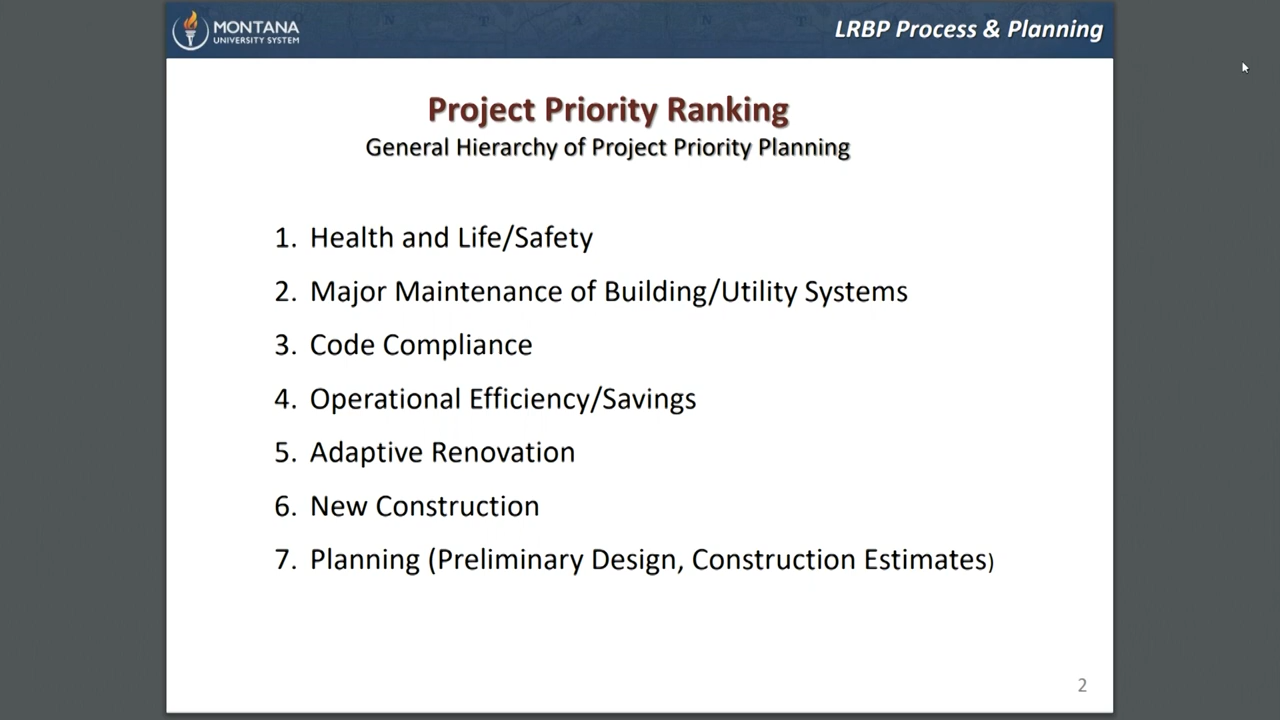 MONTANA
UNIVERSITY SYSTEM
LRBP Process & Planning
Project Priority Ranking
General Hierarchy of Project Priority Planning
1. Health and Life/Safety
2. Major Maintenance of Building/Utility Systems
3. Code Compliance
4. Operational Efficiency/Savings
5. Adaptive Renovation
6. New Construction
7. Planning (Preliminary Design, Construction Estimates)
2